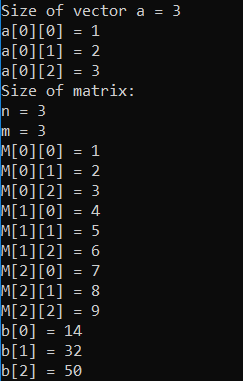 Size of vector a = 3
a[0][0] = 1
a[0][1] = 2
a[0][2] = 3
Size of matrix:
n = 3
m = 3
M[0][0] = 1
M[0][1] = 2
M[0][2] = 3
M[1][0] = 4
M[1][1] = 5
M[1][2] = 6
M[2][0] = 7
M[2][1] = 8
M[2][2] = 9
b[0] = 14
b[1] = 32
b[2] = 50